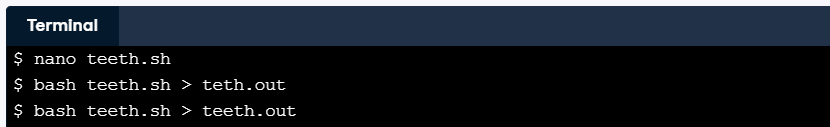 Terminal
$ nano teeth.sh
$ bash teeth.sh > teth.out
$ bash teeth.sh > teeth.out